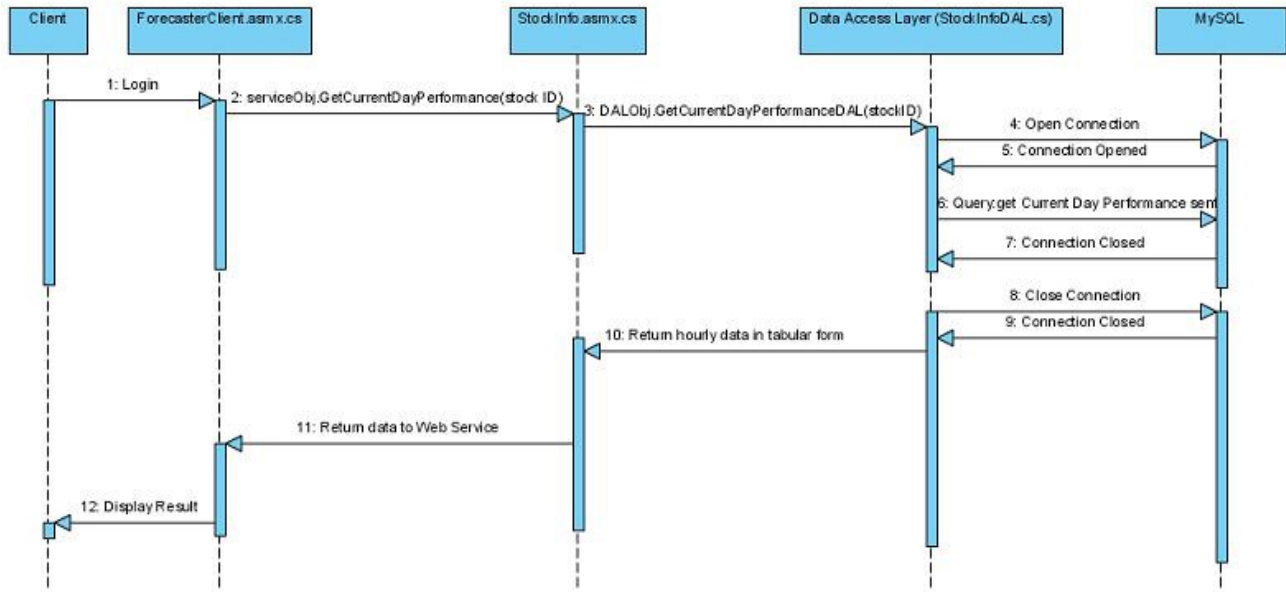 Client
ForecasterClient.asmx.cs
StockInfo.asmx.cs
Data Access Layer (StockInfoDAL.cs)
MySQL
1: Login
2: serviceObj.GetCurrentDayPerformance(stock ID)
3: DALObj.GetCurrentDayPerformanceDAL(stockID)
4: Open Connection
5: Connection Opened
6: Query:get Current Day Performance sent
7: Connection Closed
8: Close Connection
9: Connection Closed
10: Return hourly data in tabular form
11: Return data to Web Service
12: Display Result